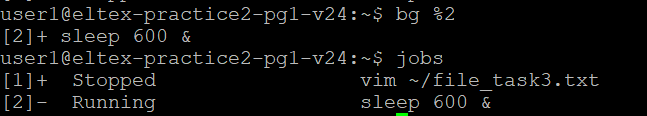 user1@eltex-practice2-pg1-v24:~$ bg %2
[2]+ sleep 600 &
user1@eltex-practice2-pg1-v24:~$ jobs
[1]+  Stopped                 vim ~/file_task3.txt
[2]-  Running                 sleep 600 &